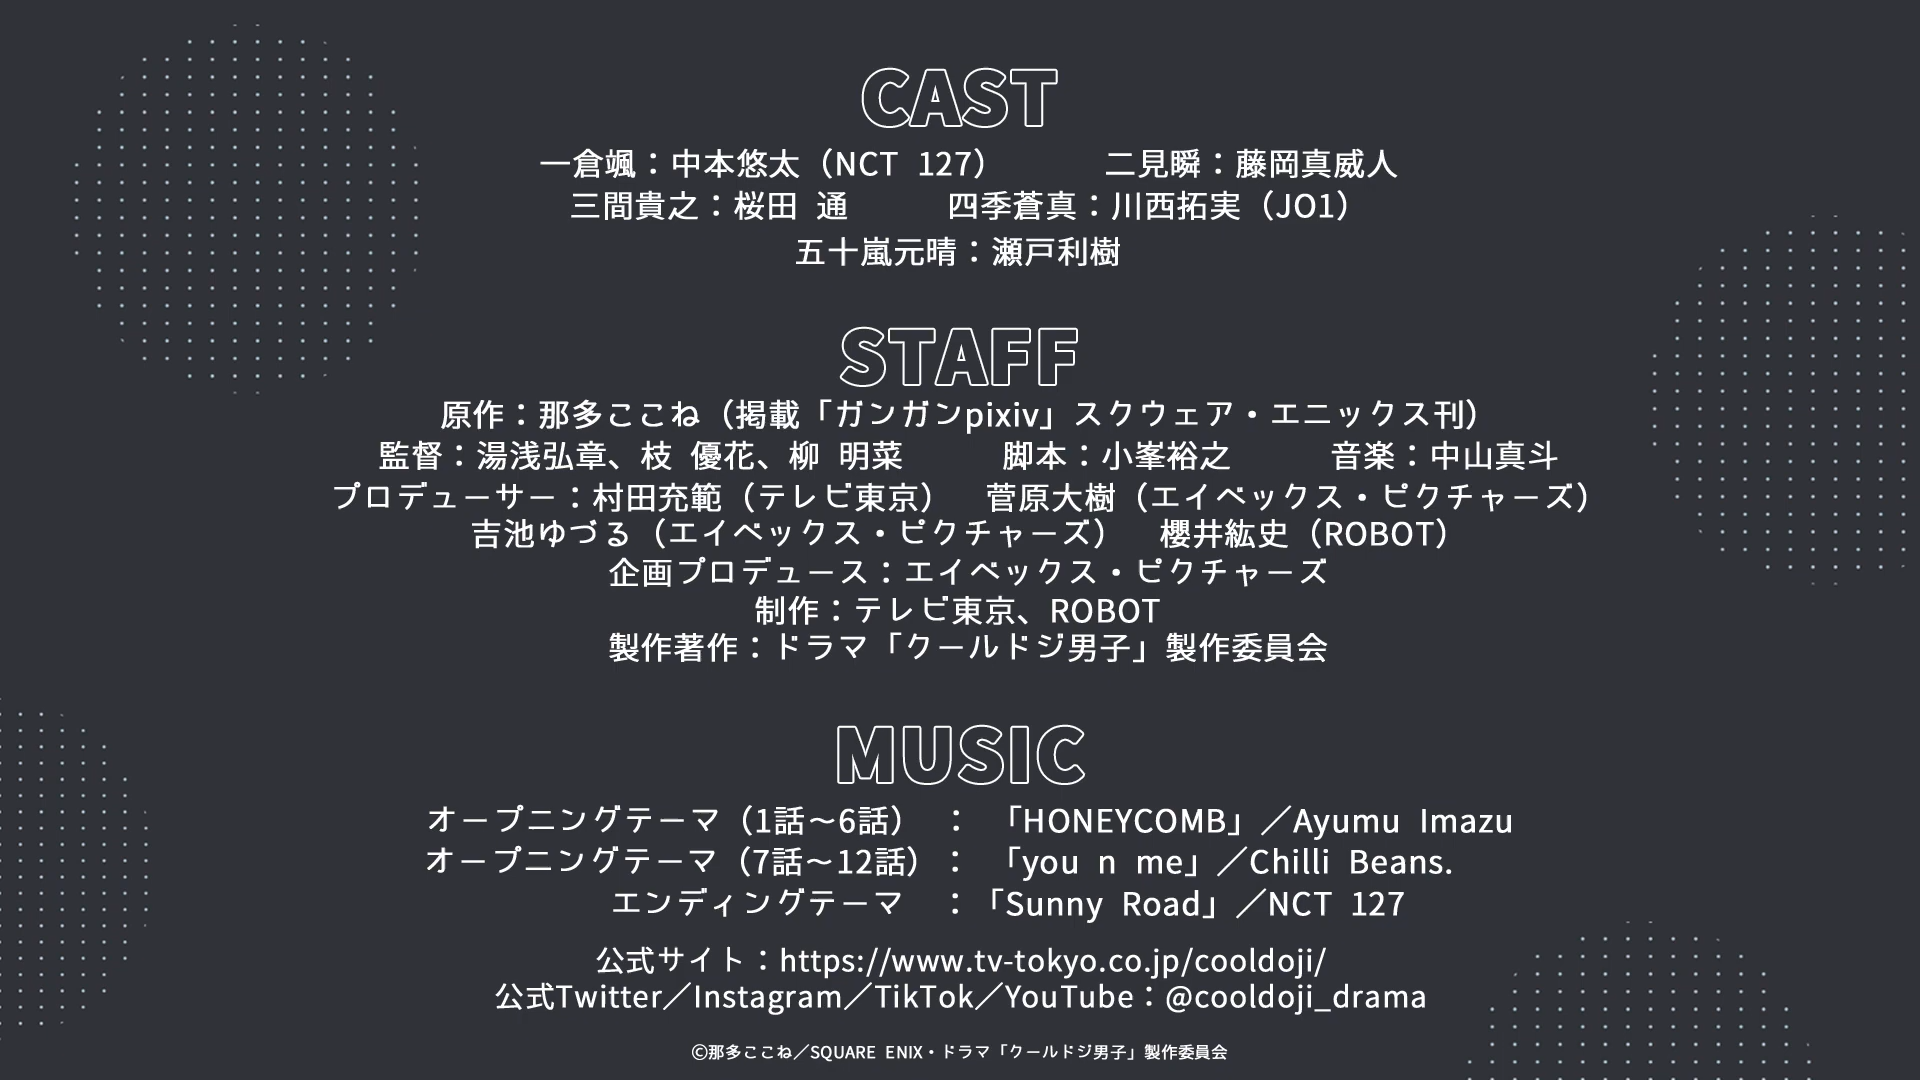 CAST
一倉颯：中本悠太（NCT 127）　二見瞬：藤岡真威人
三間貴之：桜田 通　四季蒼真：川西拓実（JO1）
五十嵐元晴：瀬戸利樹
STAFF
原作：那多ここね（掲載「ガンガンpixiv」スクウェア・エニックス刊）
監督：湯浅弘章、枝 優花、柳 明菜　脚本：小峯裕之　音楽：中山真斗
プロデューサー：村田充範（テレビ東京）　菅原大樹（エイベックス・ピクチャーズ）
吉池ゆづる（エイベックス・ピクチャーズ）　櫻井紘史（ROBOT）
企画プロデュース：エイベックス・ピクチャーズ
制作：テレビ東京、ROBOT
製作著作：ドラマ「クールドジ男子」製作委員会
MUSIC
オープニングテーマ（1話～6話）：「HONEYCOMB」／Ayumu Imazu
オープニングテーマ（7話～12話）：「you n me」／Chilli Beans.
エンディングテーマ：「Sunny Road」／NCT 127
公式サイト：https://www.tv-tokyo.co.jp/cooldoji/
公式Twitter／Instagram／TikTok／YouTube：@cooldoji_drama
©那多ここね／SQUARE ENIX・ドラマ「クールドジ男子」製作委員会